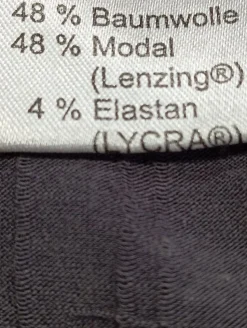 48 % Baumwolle
48 % Modal
(Lenzing®)
4 % Elastan
(LYCRA®)